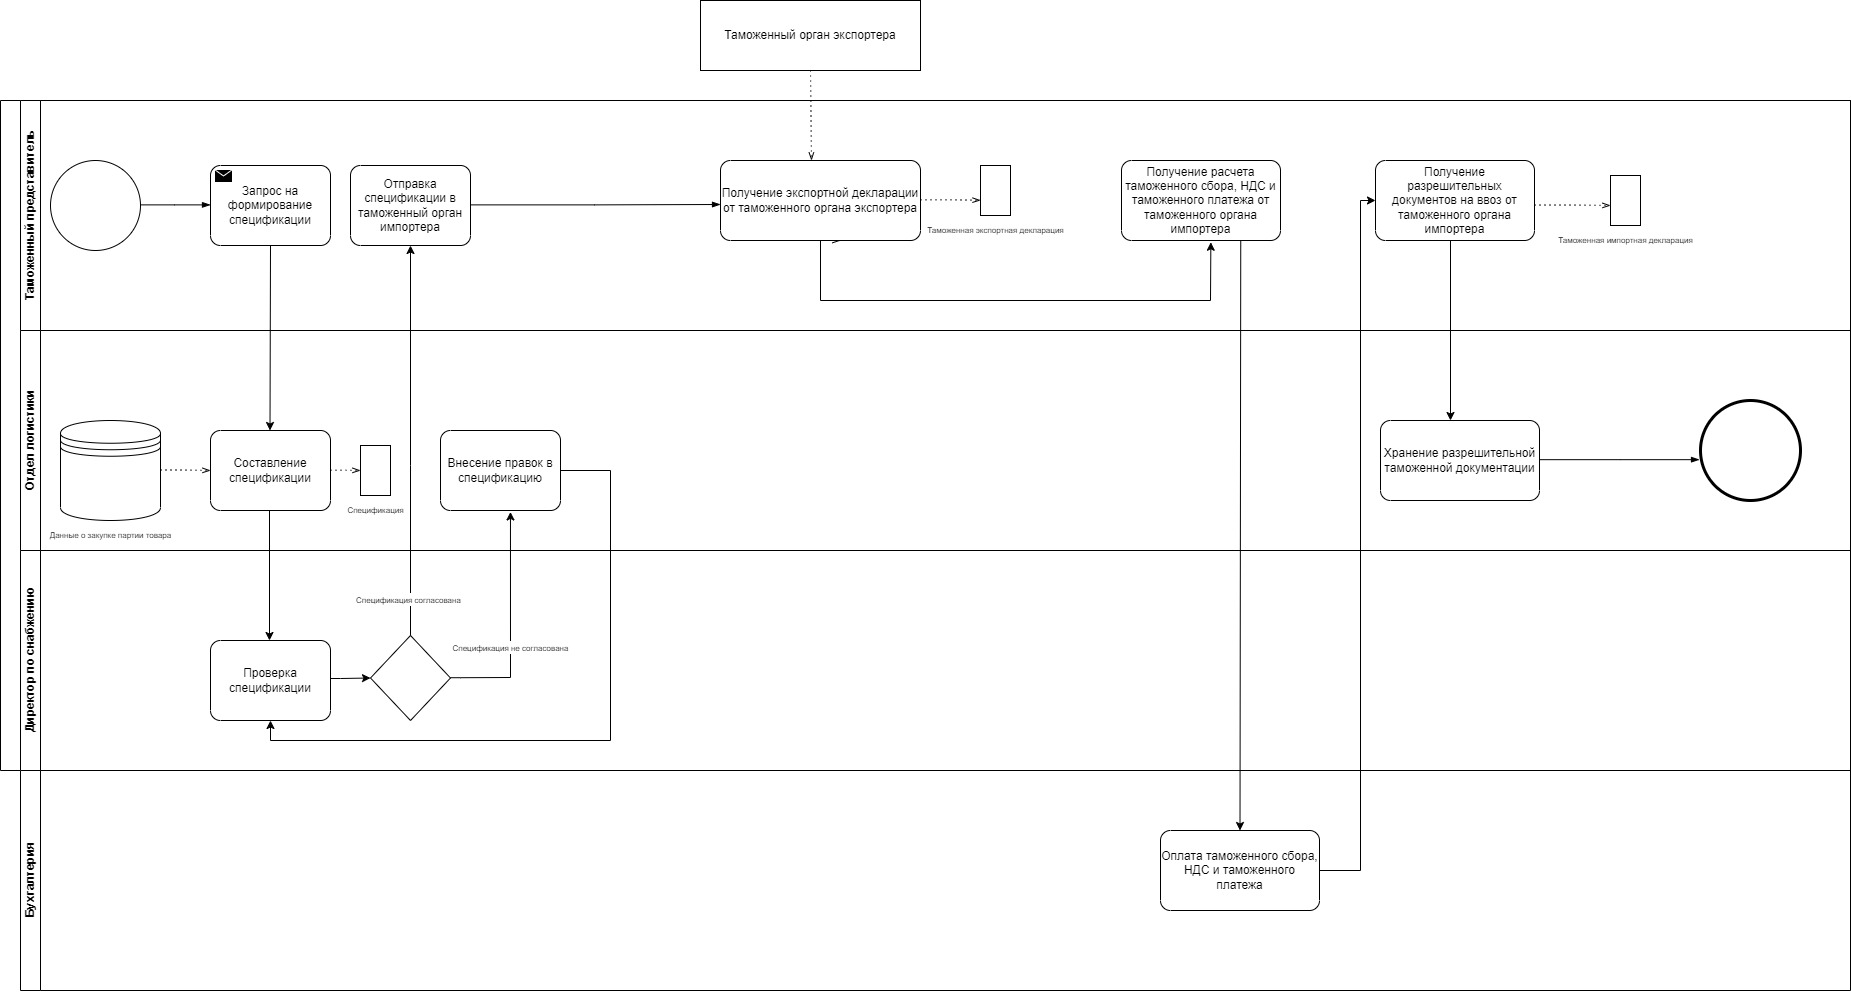 Таможенный орган экспортера
Таможенный представитель
Запрос на
формирование
спецификации
Отправка
спецификации в
таможенный орган
импортера
Получение экспортной декларации
от таможенного органа экспортера
Таможенная экспортная декларация
Получение расчета
таможенного сбора, НДС и
таможенного платежа от
таможенного органа
импортера
Получение
разрешительных
документов на ввоз от
таможенного органа
импортера
Таможенная импортная декларация
Отдел логистики
Данные о закупке партии товара
Составление
спецификации
Спецификация
Внесение правок в
спецификацию
Хранение разрешительной
таможенной документации
Директор по снабжению
Проверка
спецификации
Спецификация согласована
Спецификация не согласована
Бухгалтерия
Оплата таможенного сбора,
НДС и таможенного
платежа